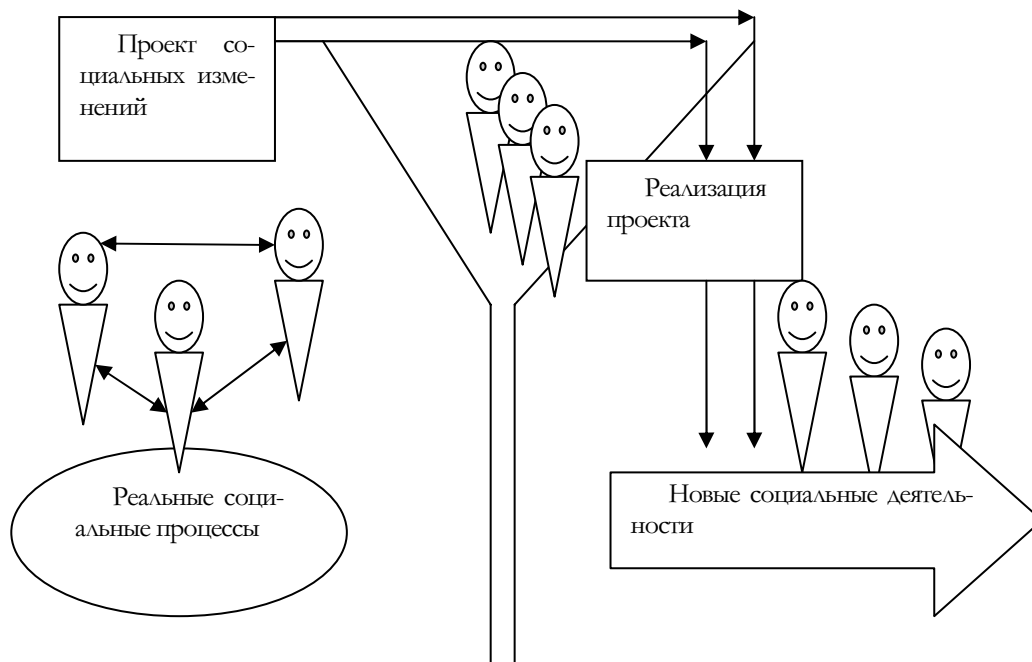 Проект со-
циальных изме-
нений
Реализация
проекта
Реальные соци-
альные процессы
Новые социальные деятель-
ности